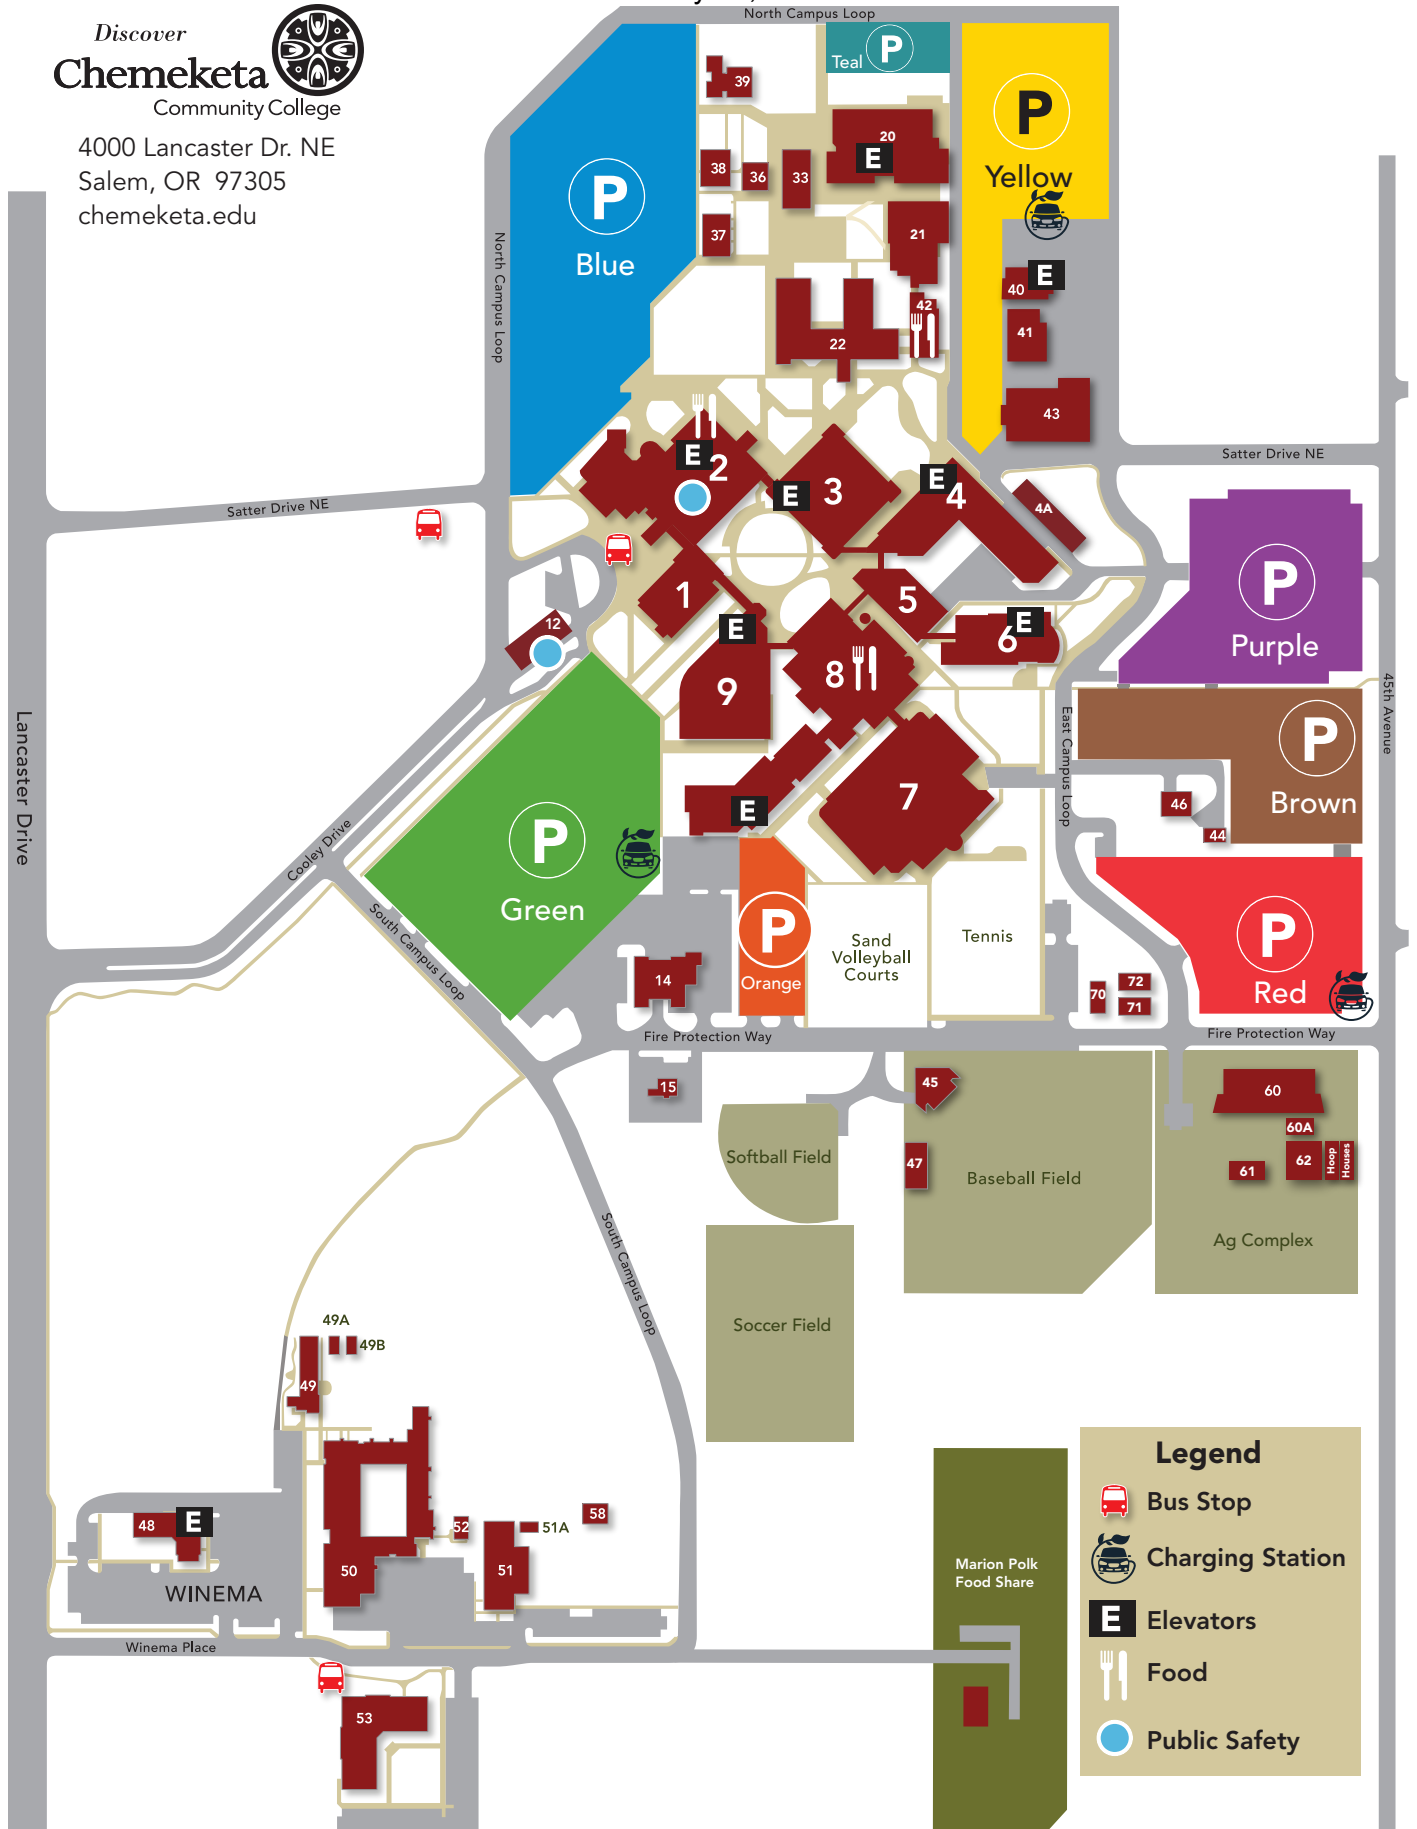 North Campus Loop
Discover
Chemeketa
Community College
4000 Lancaster Dr. NE
Salem, OR 97305
chemeketa.edu
P
Teal
P
Yellow
P
Blue
North Campus Loop
39
38
36
33
37
20
E
21
42
22
40
E
41
43
Satter Drive NE
Satter Drive NE
E
2
E
3
E
4
4A
1
5
E
6
12
E
9
8
7
E
P
Purple
P
Brown
46
44
East Campus Loop
45th Avenue
Lancaster Drive
Cooley Drive
P
Green
South Campus Loop
P
Orange
Sand
Volleyball
Courts
Tennis
P
Red
14
70
72
71
Fire Protection Way
Fire Protection Way
15
45
47
Softball Field
Baseball Field
Soccer Field
60
60A
61
62
Hoop
Houses
Ag Complex
South Campus Loop
49A
49B
49
48
E
WINEMA
50
52
51
51A
58
Winema Place
53
Marion Polk
Food Share
Legend
Bus Stop
Charging Station
E Elevators
Food
Public Safety